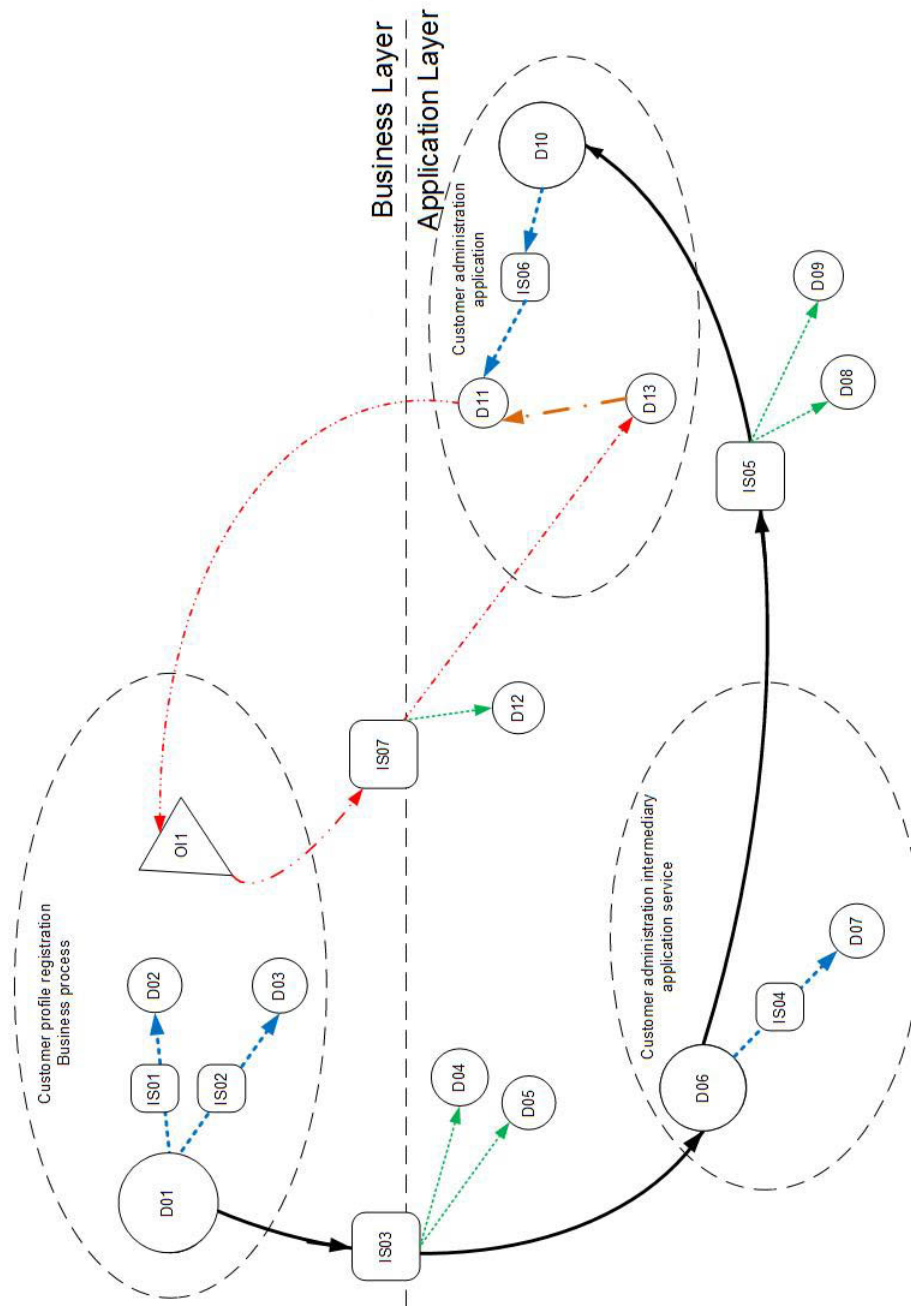 Customer profile registration
Business process
D01
IS01
D02
OI1
IS02
D03
IS03
IS07
Business Layer
Application Layer
Customer administration
application
D04
D05
D12
D11
IS06
D10
D13
Customer administration intermediary
application service
D06
IS04
D07
IS05
D08
D09